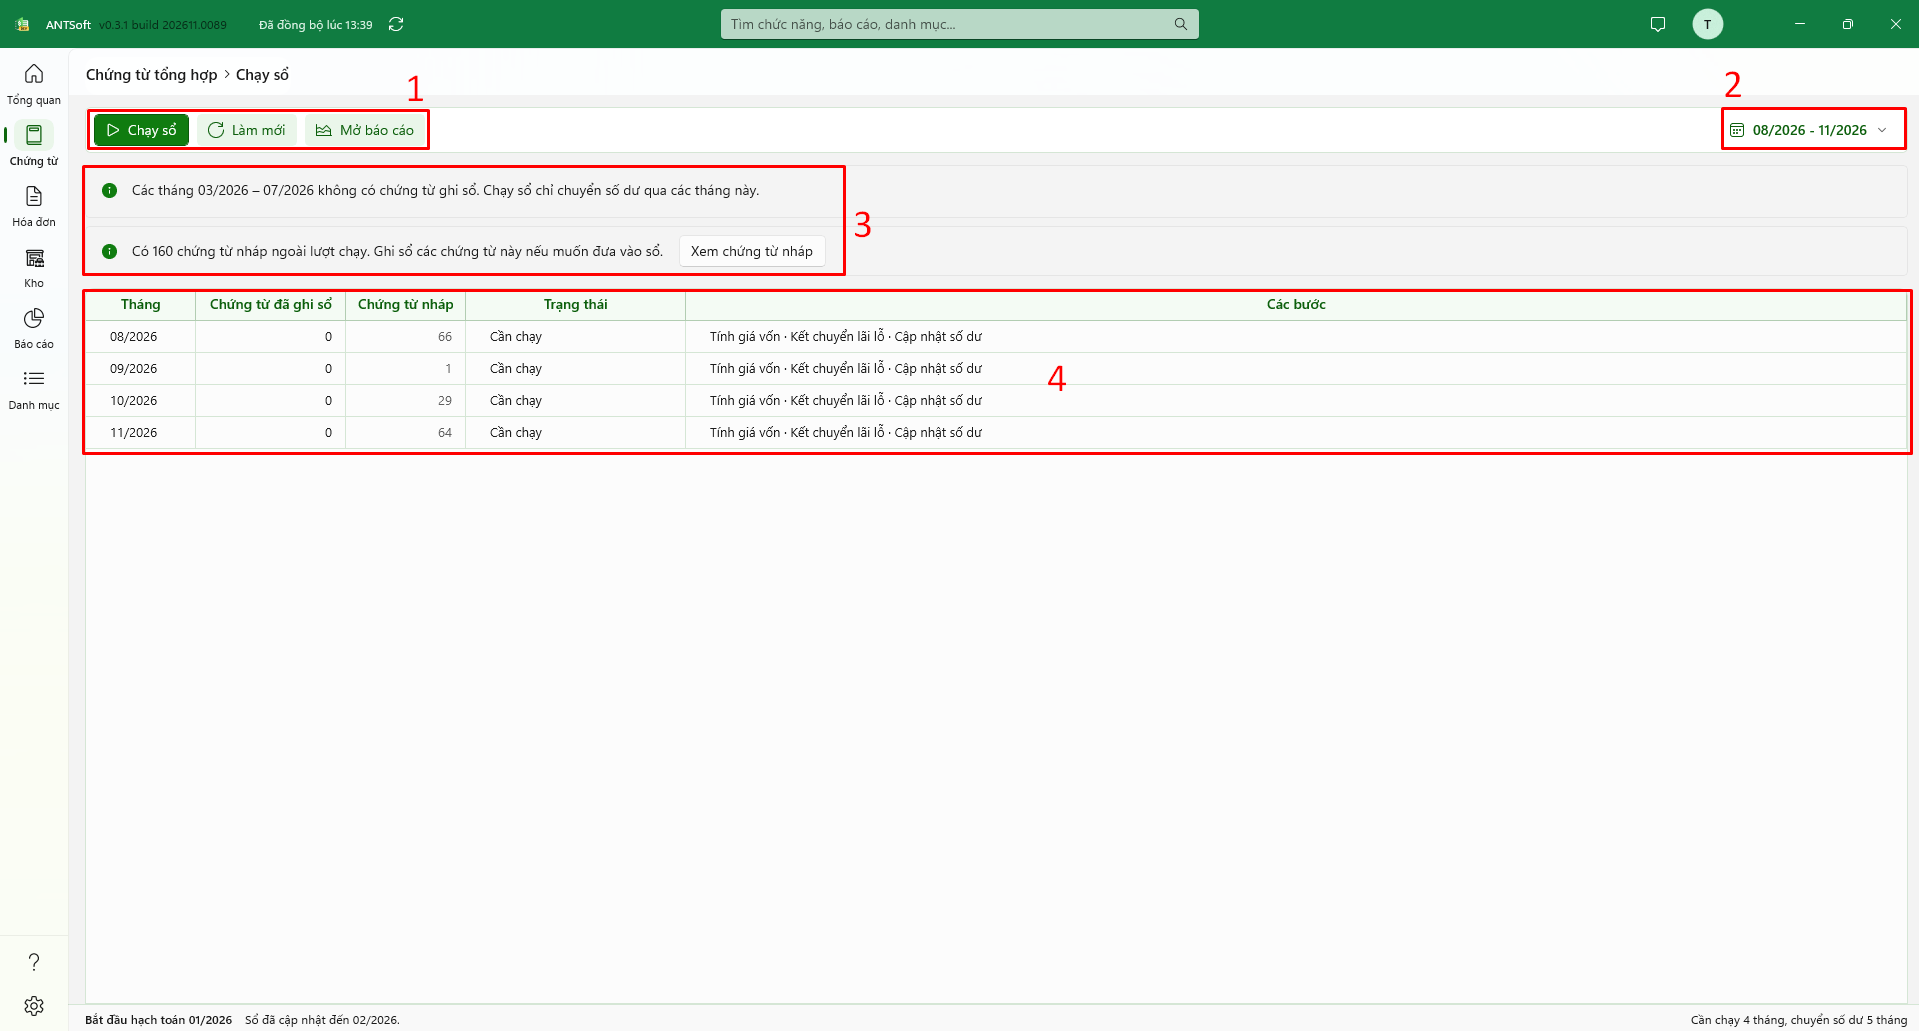 ANTSoft v0.3.1 build 202611.0089 Đã đồng bộ lúc 13:39 Tìm chức năng, báo cáo, danh mục... T
Chứng từ tổng hợp > Chạy sổ
1
2
Chạy sổ Làm mới Mở báo cáo 08/2026 - 11/2026
Các tháng 03/2026 – 07/2026 không có chứng từ ghi sổ. Chạy sổ chỉ chuyển số dư qua các tháng này.
3
Có 160 chứng từ nháp ngoài lượt chạy. Ghi sổ các chứng từ này nếu muốn đưa vào sổ. Xem chứng từ nháp
Tháng Chứng từ đã ghi sổ Chứng từ nháp Trạng thái Các bước
08/2026 0 66 Cần chạy Tính giá vốn · Kết chuyển lãi lỗ · Cập nhật số dư
09/2026 0 1 Cần chạy Tính giá vốn · Kết chuyển lãi lỗ · Cập nhật số dư
4
10/2026 0 29 Cần chạy Tính giá vốn · Kết chuyển lãi lỗ · Cập nhật số dư
11/2026 0 64 Cần chạy Tính giá vốn · Kết chuyển lãi lỗ · Cập nhật số dư
Tổng quan
Chứng từ
Hóa đơn
Kho
Báo cáo
Danh mục
Bắt đầu hạch toán 01/2026 Sổ đã cập nhật đến 02/2026. Cần chạy 4 tháng, chuyển số dư 5 tháng